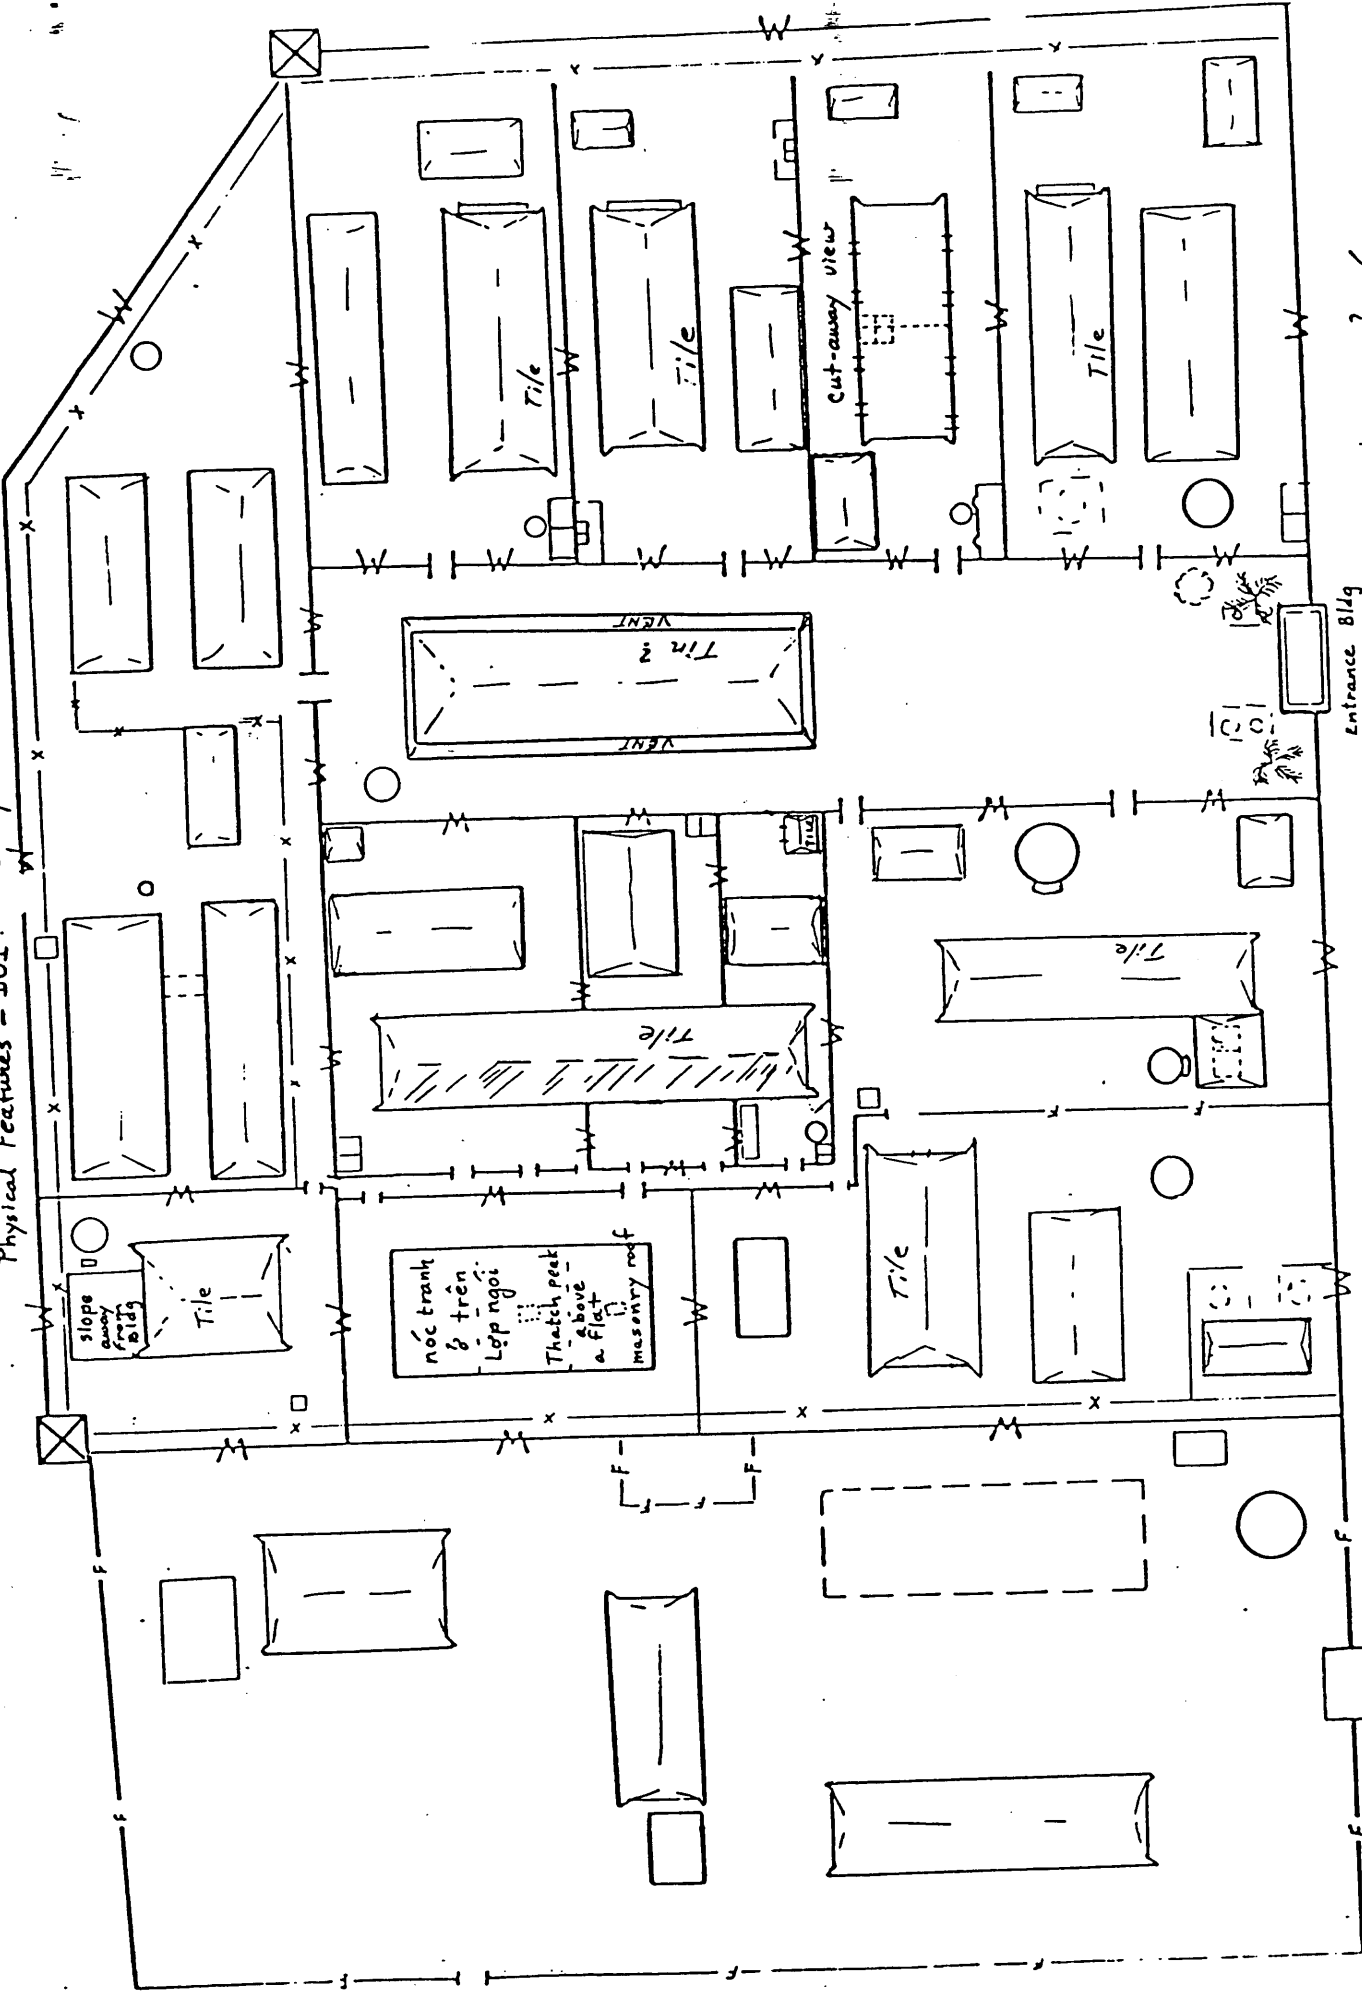 Physical Features - DOI:
W
X
VENT
Tin ?
VENT
Tile
Tile
cut-away view
Tile
Entrance Bldg
Tile
TILE
Tile
Tile
slope
away
from
Bldg
Tile
nóc tranh
ở trên
Lớp ngói
Thatch peak
above
a flat
masonry roof
F